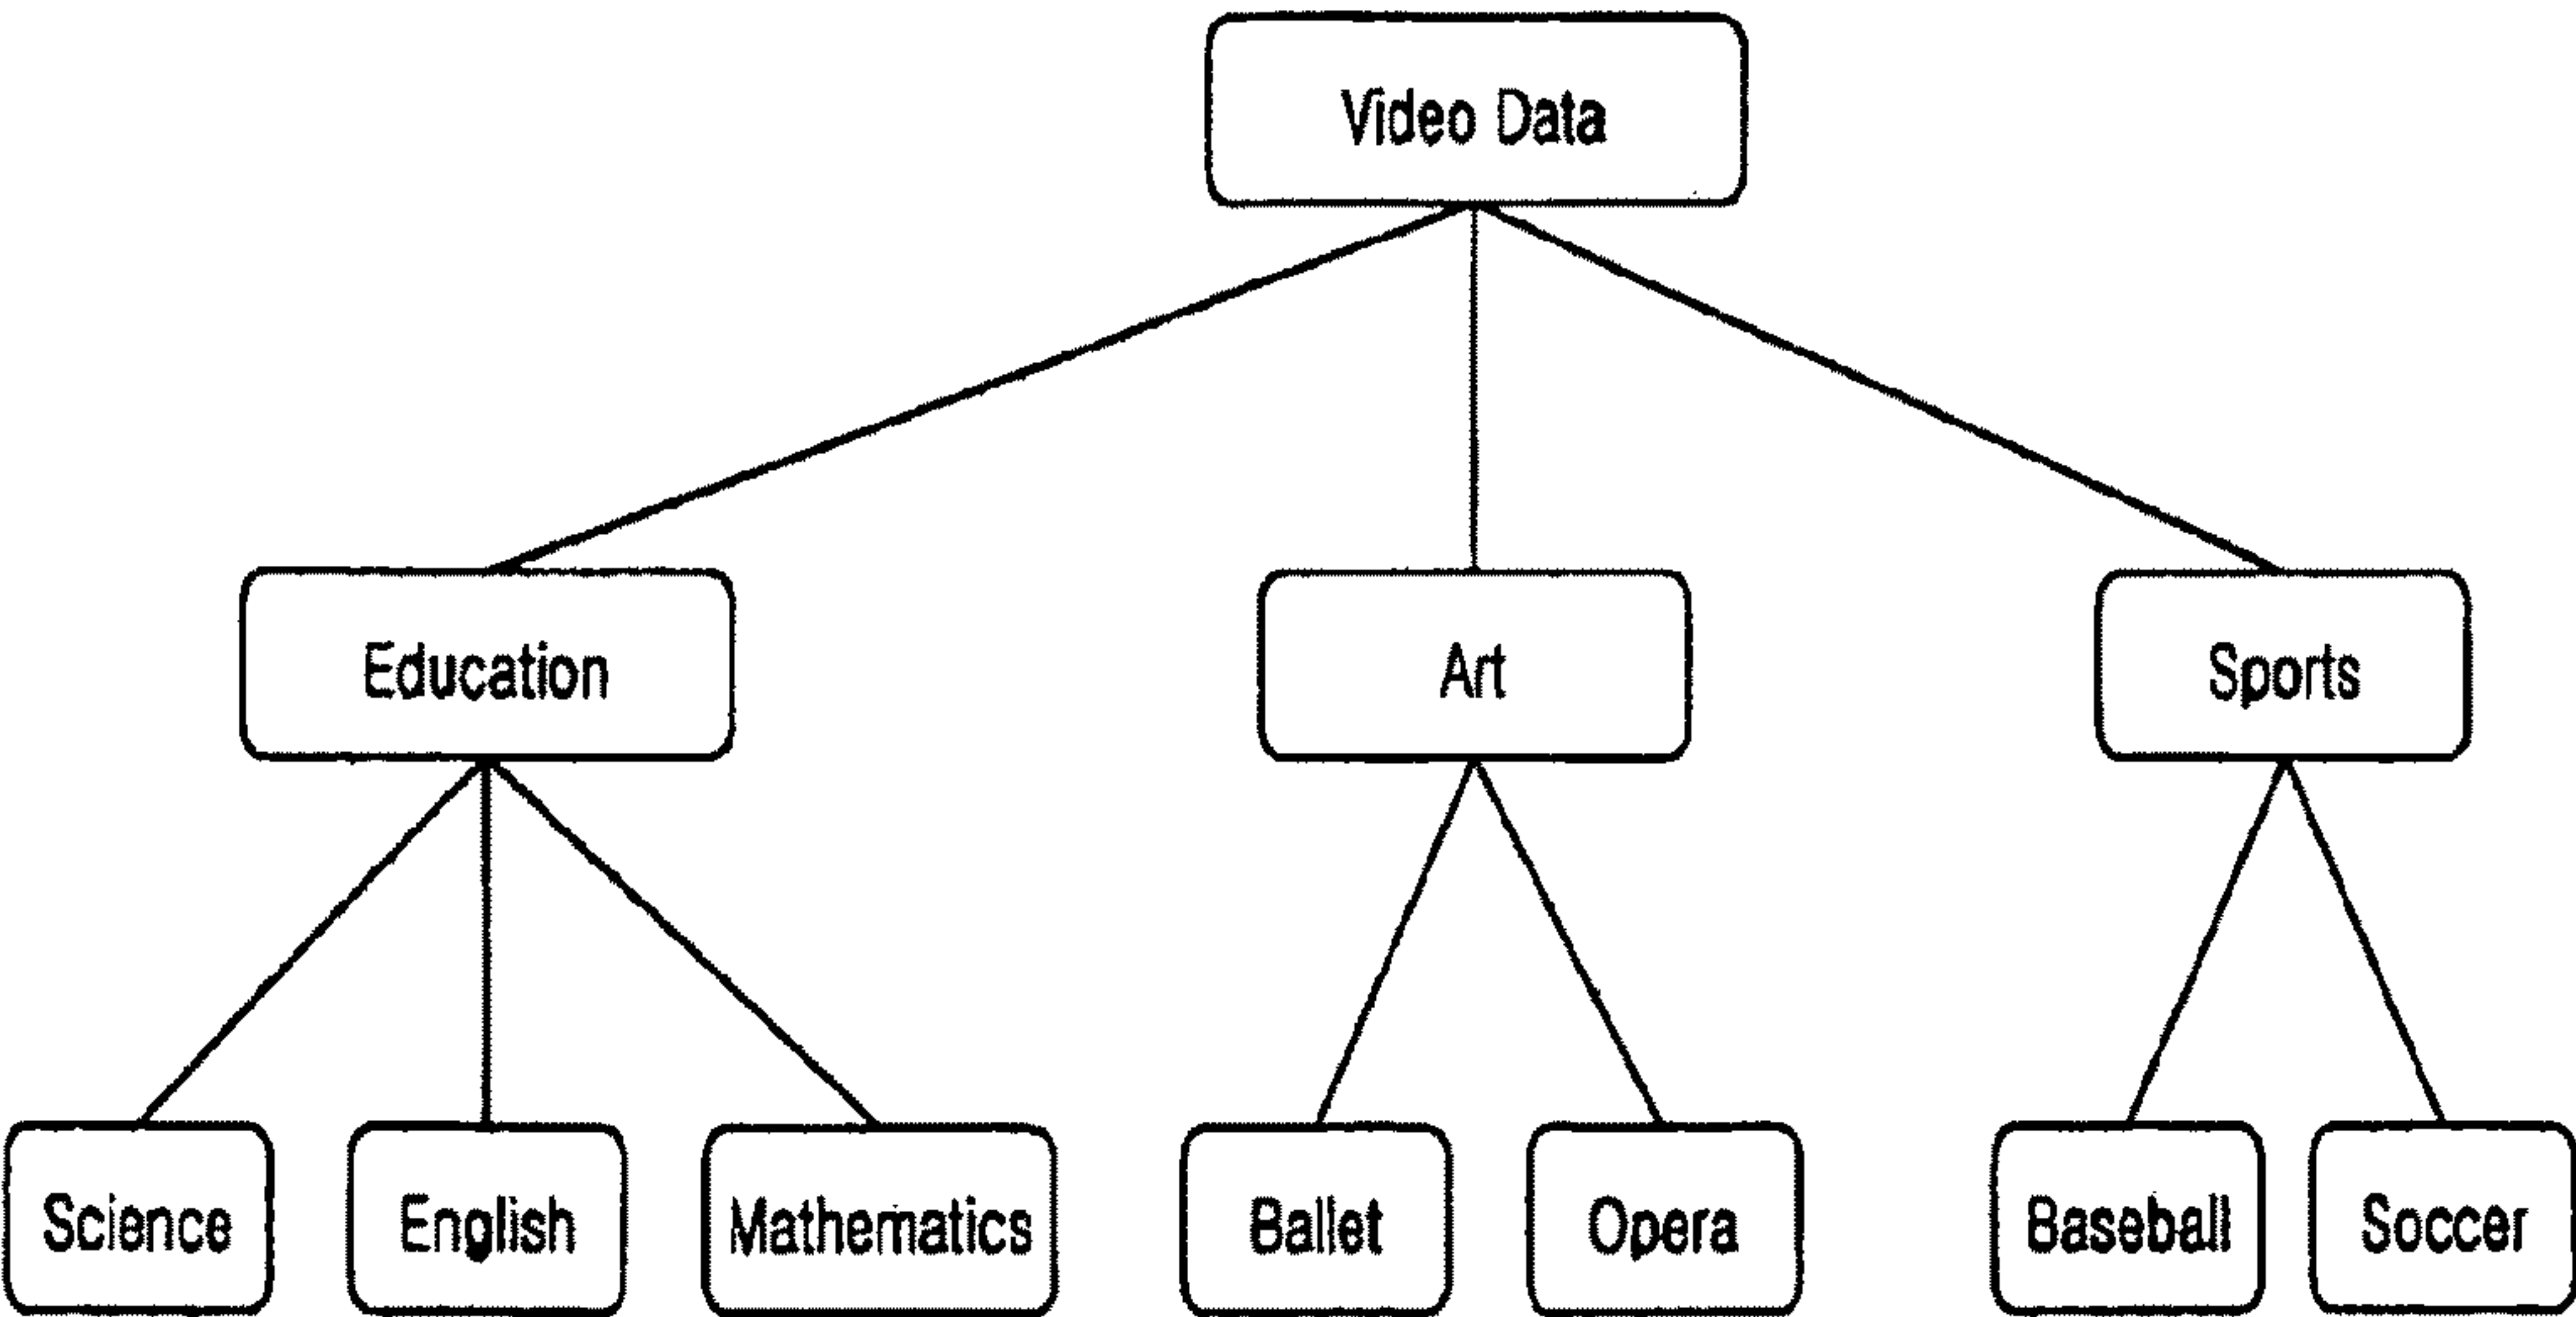 Video Data
Education
Art
Sports
Science
English
Mathematics
Ballet
Opera
Baseball
Soccer